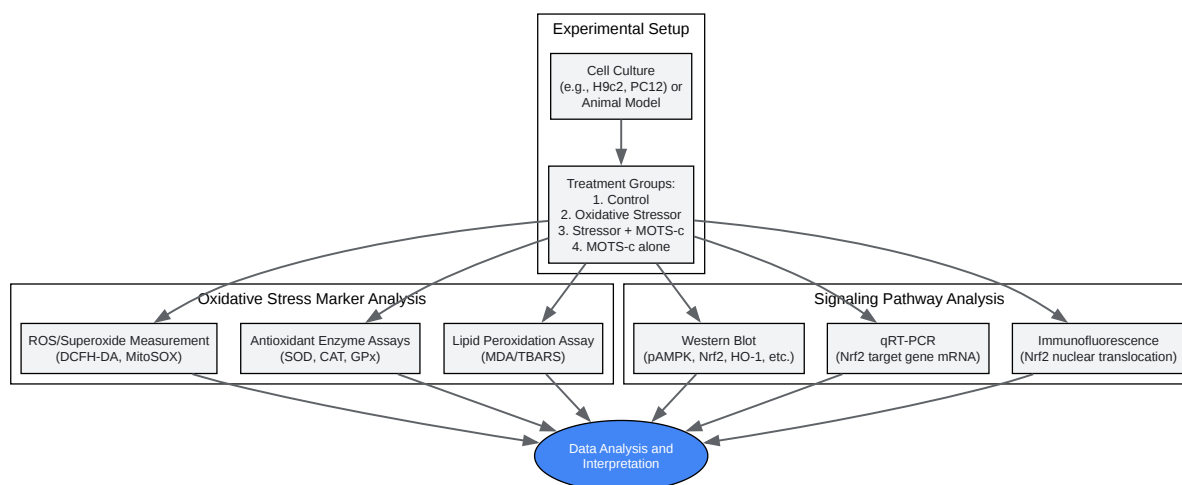 Experimental Setup
Cell Culture
(e.g., H9c2, PC12) or
Animal Model
Treatment Groups:
1. Control
2. Oxidative Stressor
3. Stressor + MOTS-c
4. MOTS-c alone
Oxidative Stress Marker Analysis
ROS/Superoxide Measurement
(DCFH-DA, MitoSOX)
Antioxidant Enzyme Assays
(SOD, CAT, GPx)
Lipid Peroxidation Assay
(MDA/TBARS)
Signaling Pathway Analysis
Western Blot
(pAMPK, Nrf2, HO-1, etc.)
qRT-PCR
(Nrf2 target gene mRNA)
Immunofluorescence
(Nrf2 nuclear translocation)
Data Analysis and
Interpretation